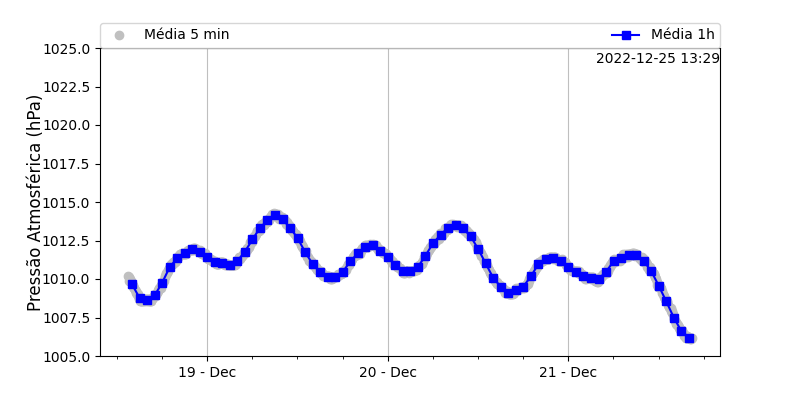 Média 5 min
Média 1h
2022-12-25 13:29
Pressão Atmosférica (hPa)
1025.0
1022.5
1020.0
1017.5
1015.0
1012.5
1010.0
1007.5
1005.0
19 - Dec
20 - Dec
21 - Dec